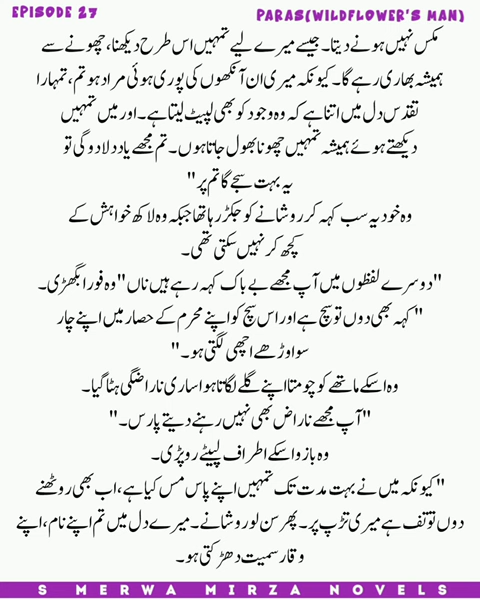 EPISODE 27 PARAS(WILDFLOWER'S MAN)
مکس نہیں ہونے دیتا۔ جیسے میرے لیے تمہیں اس طرح دیکھنا، چھونے سے
ہمیشہ بھاری رہے گا۔ کیونکہ میری ان آنکھوں کی پوری ہوئی مراد ہو تم، تمہارا
تقدس دل میں اتنا ہے کہ وہ وجود کو بھی لپیٹ لیتا ہے۔ اور میں تمہیں
دیکھتے ہوئے ہمیشہ تمہیں چھونا بھول جاتا ہوں۔ تم مجھے یاد دلا دو گی تو
یہ بہت سجے گا تم پر"
وہ خود یہ سب کہہ کر روشانے کو جکڑ رہا تھا جبکہ وہ لاکھ خواہش کے
کچھ کر نہیں سکتی تھی۔
"دوسرے لفظوں میں آپ مجھے بے باک کہہ رہے ہیں ناں" وہ فورا بگھڑی۔
"کہہ بھی دوں تو سچ ہے اور اس سچ کو اپنے محرم کے حصار میں اپنے چار
سو اوڑھے اچھی لگتی ہو۔"
وہ اسکے ماتھے کو چومتا اپنے گلے لگاتا ہوا ساری ناراضگی ہٹا گیا۔
"آپ مجھے ناراض بھی نہیں رہنے دیتے پارس۔"
وہ بازو اسکے اطراف لپیٹے رو پڑی۔
"کیونکہ میں نے بہت مدت تک تمہیں اپنے پاس مس کیا ہے، اب بھی روٹھنے
دوں تو تف ہے میری تڑپ پر۔ پھر سن لو روشانے۔ میرے دل میں تم اپنے نام، اپنے
وقار سمیت دھڑکتی ہو۔
S MERWA MIRZA NOVELS